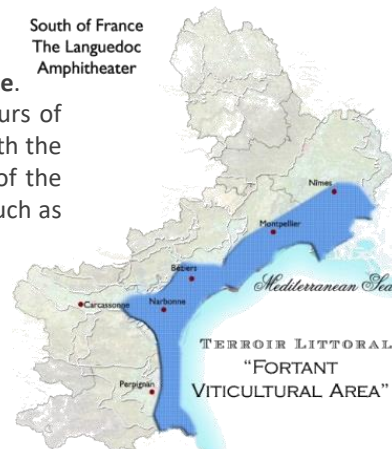 South of France
The Languedoc
Amphitheater
e.
urs of
th the
of the
uch as
Nîmes
Montpellier
Béziers
Mediterranean Sea
Carcassonne
Narbonne
TERROIR LITTORAL
"FORTANT
VITICULTURAL AREA"
Perpignan